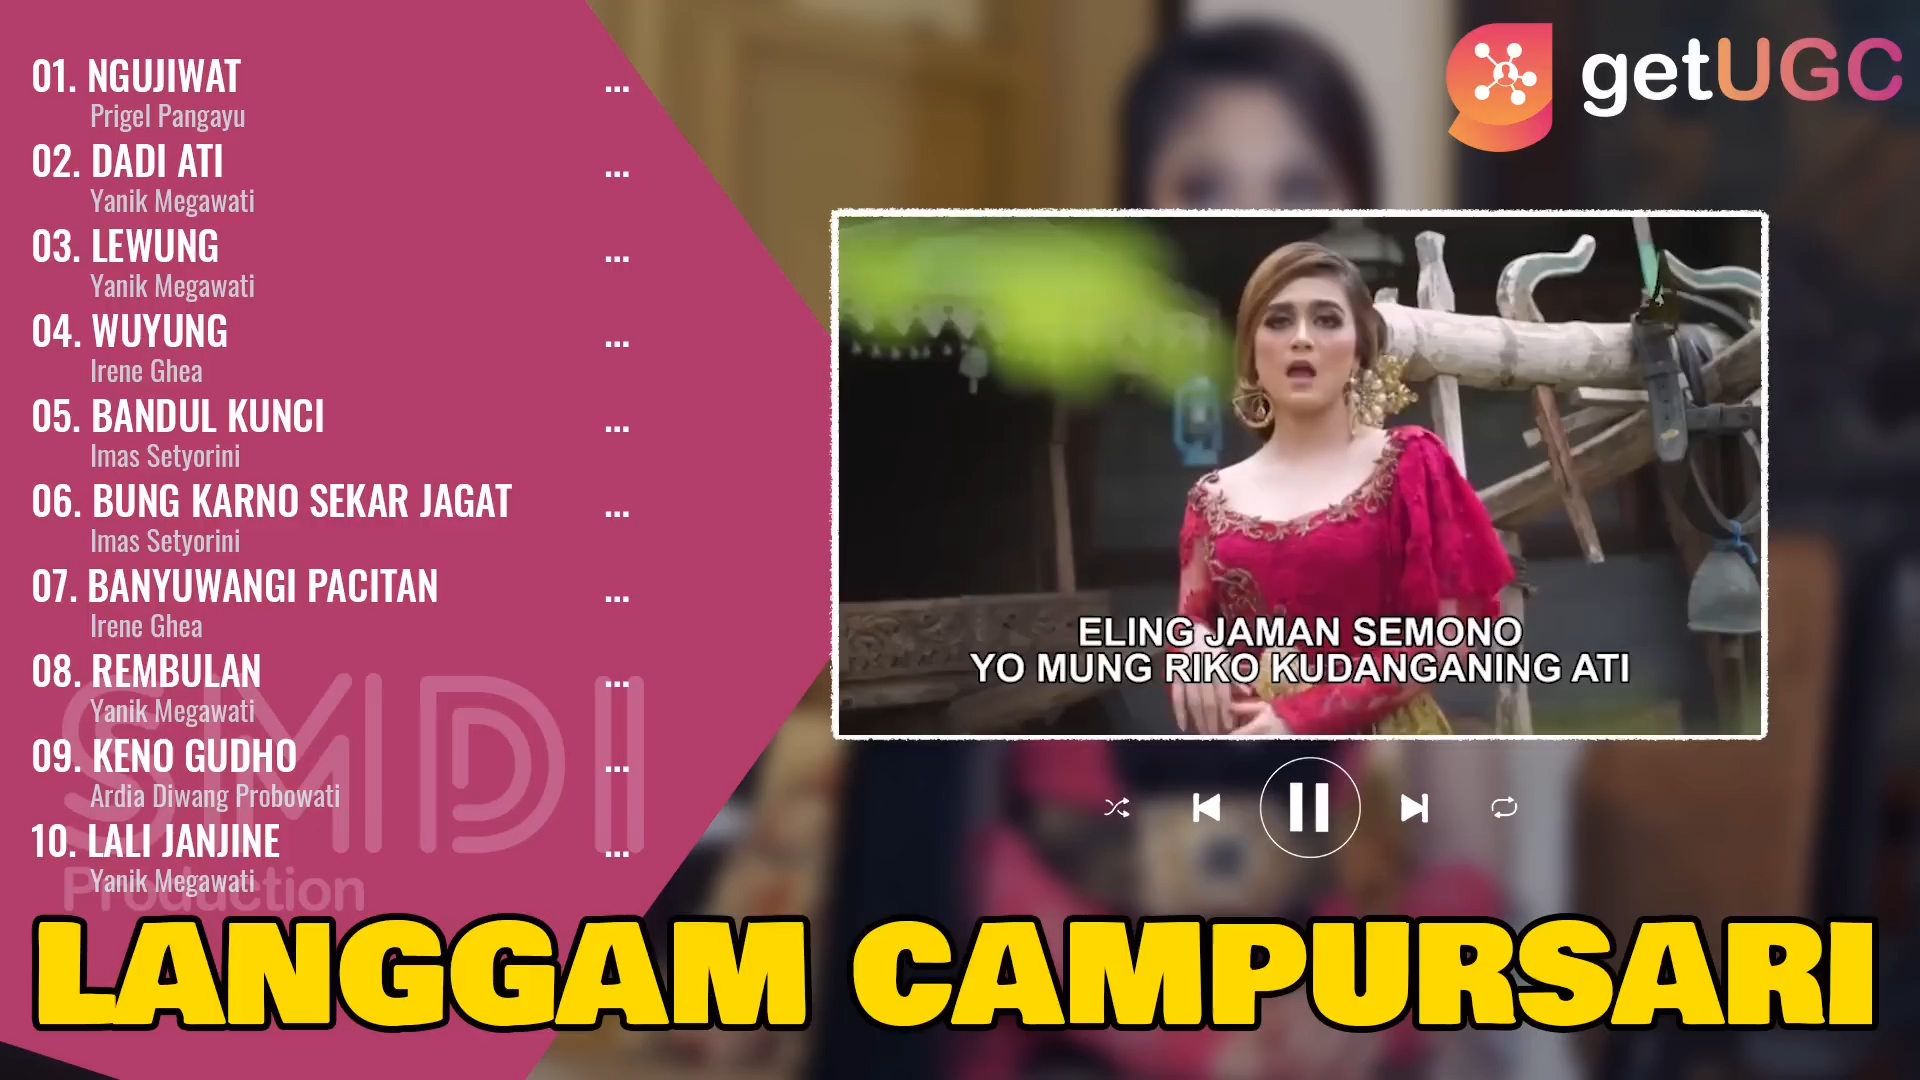 01. NGUJIWAT ...
Prigel Pangayu
02. DADI ATI ...
Yanik Megawati
03. LEWUNG ...
Yanik Megawati
04. WUYUNG ...
Irene Ghea
05. BANDUL KUNCI ...
Imas Setyorini
06. BUNG KARNO SEKAR JAGAT ...
Imas Setyorini
07. BANYUWANGI PACITAN ...
Irene Ghea
08. REMBULAN ...
Yanik Megawati
09. KENO GUDHO ...
Ardia Diwang Probowati
10. LALI JANJINE ...
Yanik Megawati
SMDI
Production
getUGC
ELING JAMAN SEMONO
YO MUNG RIKO KUDANGANING ATI
LANGGAM CAMPURSARI